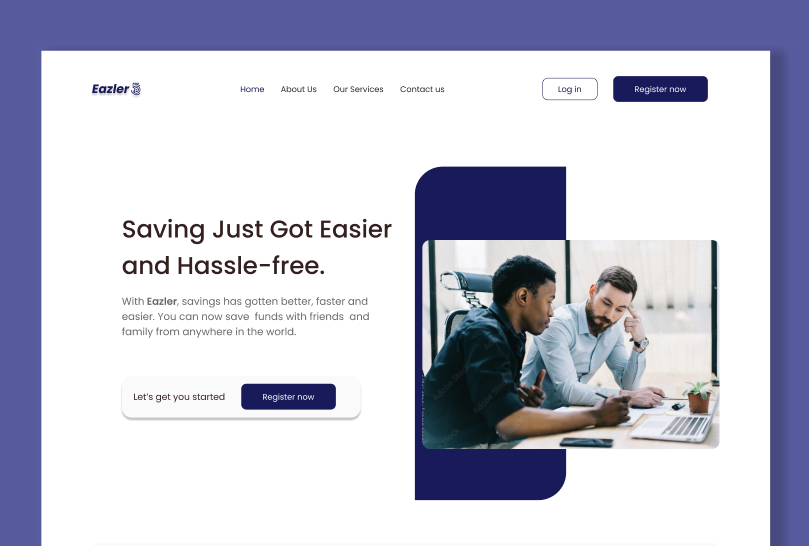 Eazler
Home About Us Our Services Contact us Log in Register now
Saving Just Got Easier
and Hassle-free.
With Eazler, savings has gotten better, faster and
easier. You can now save funds with friends and
family from anywhere in the world.
Let's get you started Register now